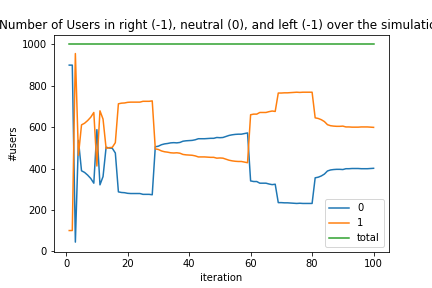 Number of Users in right (-1), neutral (0), and left (-1) over the simulatio
1000
800
600
400
200
0
#users
0 20 40 60 80 100
iteration
0
1
total